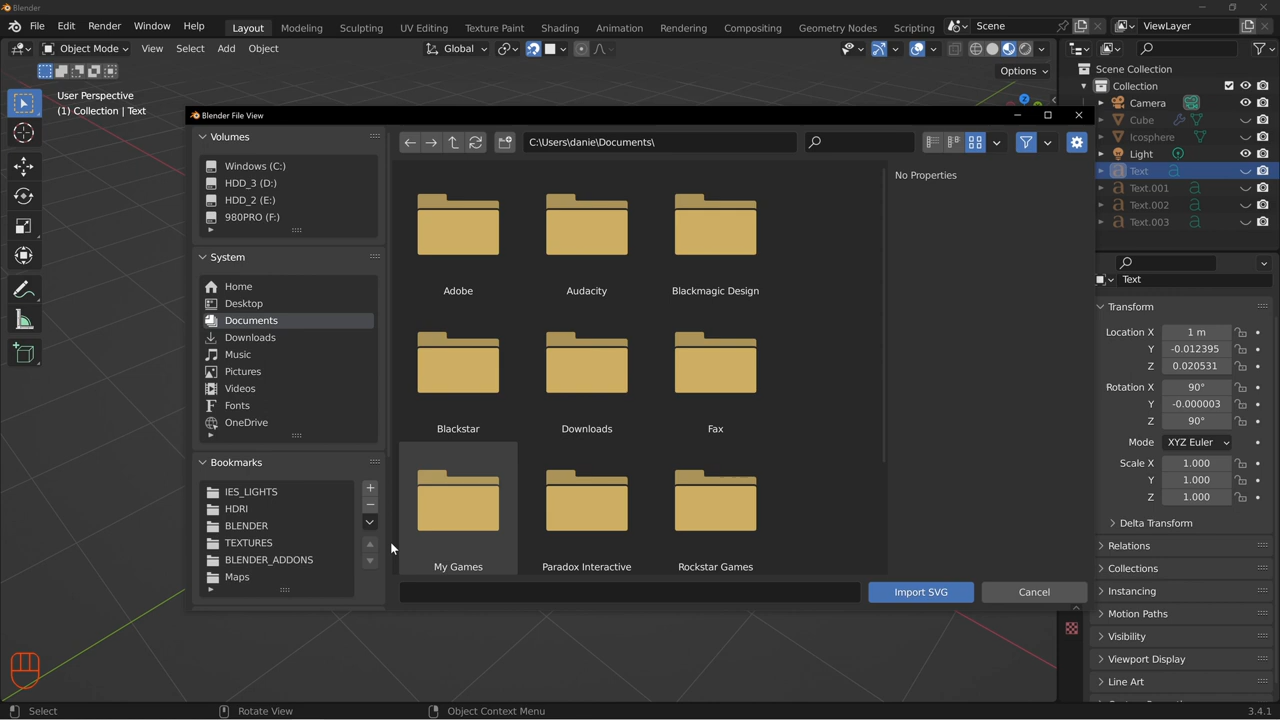 Blender
File Edit Render Window Help Layout Modeling Sculpting UV Editing Texture Paint Shading Animation Rendering Compositing Geometry Nodes Scripting Scene ViewLayer
Object Mode View Select Add Object Global
Options
User Perspective
(1) Collection | Text
Scene Collection
Collection
Camera
Cube
Icosphere
Light
Text
Text.001
Text.002
Text.003
Blender File View
Volumes
Windows (C:)
HDD_3 (D:)
HDD_2 (E:)
980PRO (F:)
System
Home
Desktop
Documents
Downloads
Music
Pictures
Videos
Fonts
OneDrive
Bookmarks
IES_LIGHTS
HDRI
BLENDER
TEXTURES
BLENDER_ADDONS
Maps
C:\Users\danie\Documents\
Adobe Audacity Blackmagic Design
Blackstar Downloads Fax
My Games Paradox Interactive Rockstar Games
No Properties
Import SVG Cancel
Text
Transform
Location X 1 m
Y -0.012395
Z 0.020531
Rotation X 90°
Y -0.000003
Z 90°
Mode XYZ Euler
Scale X 1.000
Y 1.000
Z 1.000
Delta Transform
Relations
Collections
Instancing
Motion Paths
Visibility
Viewport Display
Line Art
Select Rotate View Object Context Menu 3.4.1